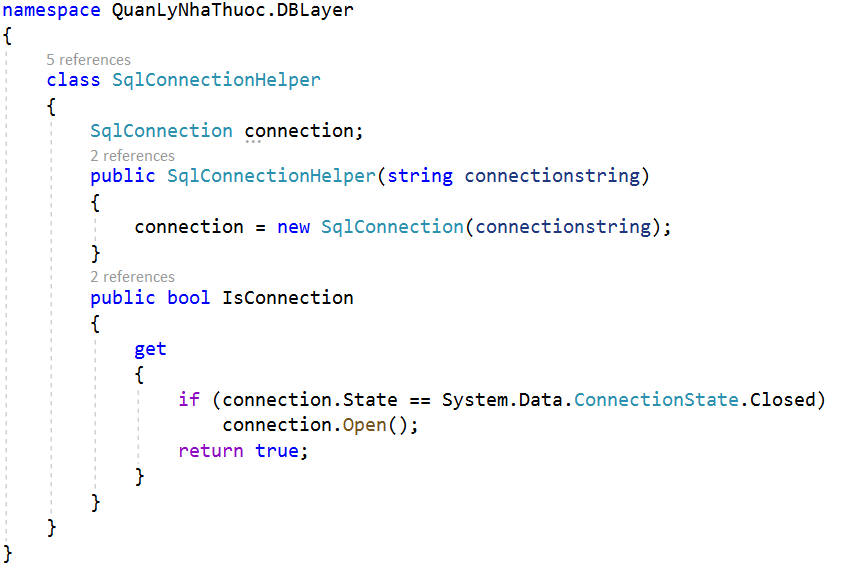 namespace QuanLyNhaThuoc.DBLayer
{
5 references
class SqlConnectionHelper
{
SqlConnection connection;
2 references
public SqlConnectionHelper(string connectionstring)
{
connection = new SqlConnection(connectionstring);
}
2 references
public bool IsConnection
{
get
{
if (connection.State == System.Data.ConnectionState.Closed)
connection.Open();
return true;
}
}
}
}